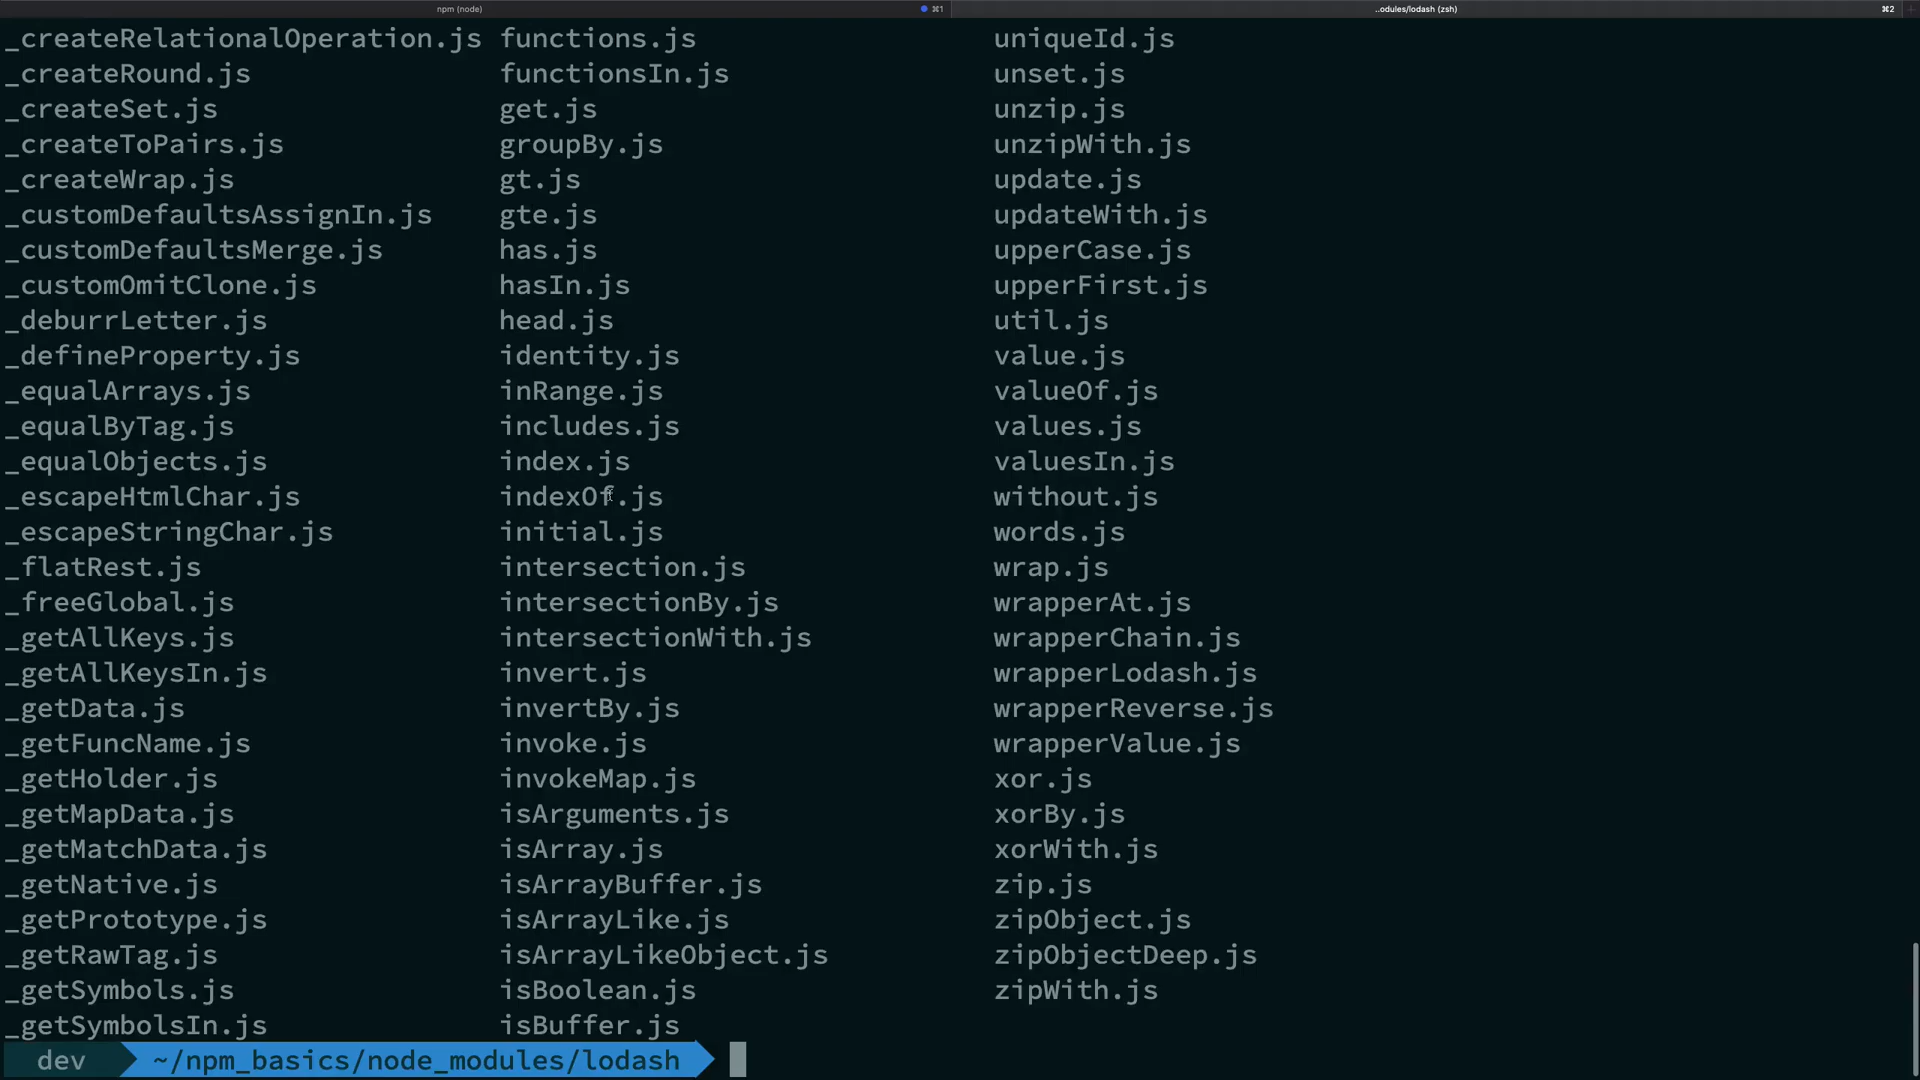 npm (node) ⌘1 ..odules/lodash (zsh) ⌘2
_createRelationalOperation.js functions.js uniqueId.js
_createRound.js functionsIn.js unset.js
_createSet.js get.js unzip.js
_createToPairs.js groupBy.js unzipWith.js
_createWrap.js gt.js update.js
_customDefaultsAssignIn.js gte.js updateWith.js
_customDefaultsMerge.js has.js upperCase.js
_customOmitClone.js hasIn.js upperFirst.js
_deburrLetter.js head.js util.js
_defineProperty.js identity.js value.js
_equalArrays.js inRange.js valueOf.js
_equalByTag.js includes.js values.js
_equalObjects.js index.js valuesIn.js
_escapeHtmlChar.js indexOf.js without.js
_escapeStringChar.js initial.js words.js
_flatRest.js intersection.js wrap.js
_freeGlobal.js intersectionBy.js wrapperAt.js
_getAllKeys.js intersectionWith.js wrapperChain.js
_getAllKeysIn.js invert.js wrapperLodash.js
_getData.js invertBy.js wrapperReverse.js
_getFuncName.js invoke.js wrapperValue.js
_getHolder.js invokeMap.js xor.js
_getMapData.js isArguments.js xorBy.js
_getMatchData.js isArray.js xorWith.js
_getNative.js isArrayBuffer.js zip.js
_getPrototype.js isArrayLike.js zipObject.js
_getRawTag.js isArrayLikeObject.js zipObjectDeep.js
_getSymbols.js isBoolean.js zipWith.js
_getSymbolsIn.js isBuffer.js
dev ~/npm_basics/node_modules/lodash